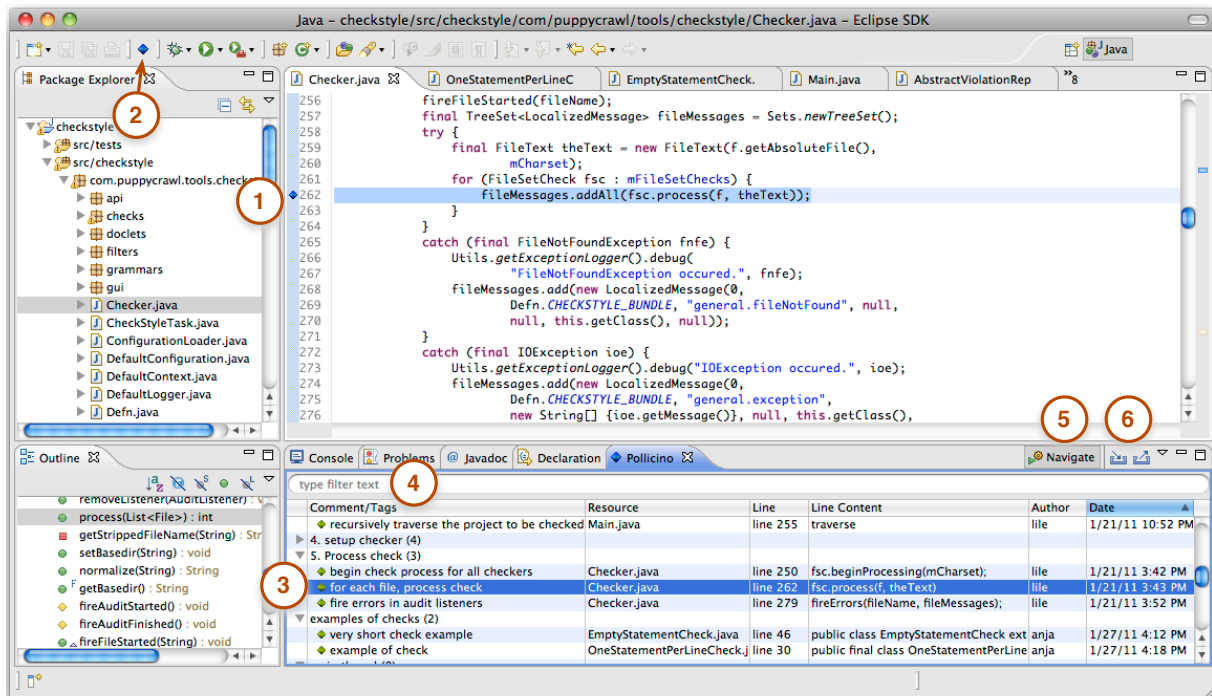 Java – checkstyle/src/checkstyle/com/puppycrawl/tools/checkstyle/Checker.java – Eclipse SDK
Java
Package Explorer
2
checkstyle
src/tests
src/checkstyle
com.puppycrawl.tools.checks
api
checks
doclets
filters
grammars
gui
Checker.java
CheckStyleTask.java
ConfigurationLoader.java
DefaultConfiguration.java
DefaultContext.java
DefaultLogger.java
Defn.java
1
Checker.java
OneStatementPerLineC
EmptyStatementCheck.
Main.java
AbstractViolationRep
»8
256 fireFileStarted(fileName);
257 final TreeSet<LocalizedMessage> fileMessages = Sets.newTreeSet();
258 try {
259 final FileText theText = new FileText(f.getAbsoluteFile(),
260 mCharset);
261 for (FileSetCheck fsc : mFileSetChecks) {
262 fileMessages.addAll(fsc.process(f, theText));
263 }
264 }
265 catch (final FileNotFoundException fnfe) {
266 Utils.getExceptionLogger().debug(
267 "FileNotFoundException occured.", fnfe);
268 fileMessages.add(new LocalizedMessage(0,
269 Defn.CHECKSTYLE_BUNDLE, "general.fileNotFound", null,
270 null, this.getClass(), null));
271 }
272 catch (final IOException ioe) {
273 Utils.getExceptionLogger().debug("IOException occured.", ioe);
274 fileMessages.add(new LocalizedMessage(0,
275 Defn.CHECKSTYLE_BUNDLE, "general.exception",
276 new String[] {ioe.getMessage()}, null, this.getClass(),
5
6
Outline
removeListener(AuditListener) : v
process(List<File>) : int
getStrippedFileName(String) : Str
setBasedir(String) : void
normalize(String) : String
F getBasedir() : String
fireAuditStarted() : void
fireAuditFinished() : void
fireFileStarted(String) : void
3
Console
Problems
@ Javadoc
Declaration
Pollicino
Navigate
type filter text
4
Comment/Tags Resource Line Line Content Author Date
recursively traverse the project to be checked Main.java line 255 traverse lile 1/21/11 10:52 PM
4. setup checker (4)
5. Process check (3)
begin check process for all checkers Checker.java line 250 fsc.beginProcessing(mCharset); lile 1/21/11 3:42 PM
for each file, process check Checker.java line 262 fsc.process(f, theText) lile 1/21/11 3:43 PM
fire errors in audit listeners Checker.java line 279 fireErrors(fileName, fileMessages); lile 1/21/11 3:52 PM
examples of checks (2)
very short check example EmptyStatementCheck.java line 46 public class EmptyStatementCheck ext anja 1/27/11 4:12 PM
example of check OneStatementPerLineCheck.j line 30 public final class OneStatementPerLine anja 1/27/11 4:18 PM